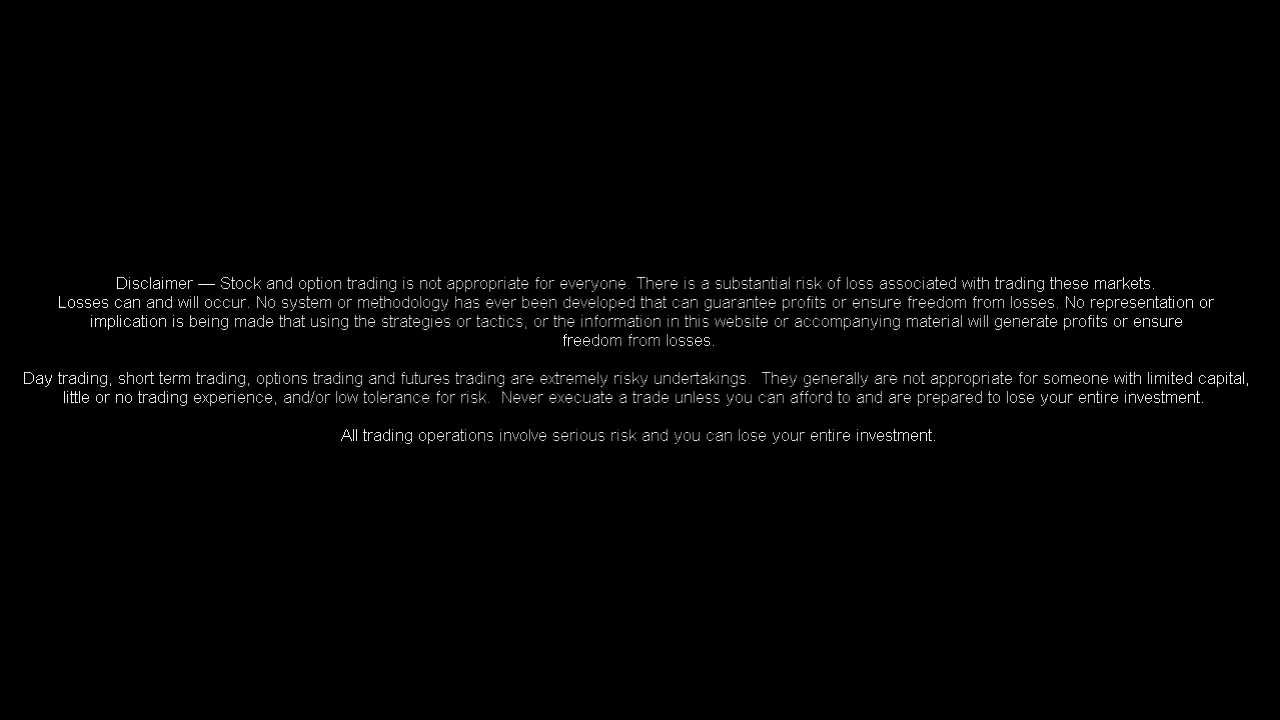 Disclaimer — Stock and option trading is not appropriate for everyone. There is a substantial risk of loss associated with trading these markets.
Losses can and will occur. No system or methodology has ever been developed that can guarantee profits or ensure freedom from losses. No representation or
implication is being made that using the strategies or tactics, or the information in this website or accompanying material will generate profits or ensure
freedom from losses.
Day trading, short term trading, options trading and futures trading are extremely risky undertakings.  They generally are not appropriate for someone with limited capital,
little or no trading experience, and/or low tolerance for risk.  Never execuate a trade unless you can afford to and are prepared to lose your entire investment.
All trading operations involve serious risk and you can lose your entire investment.